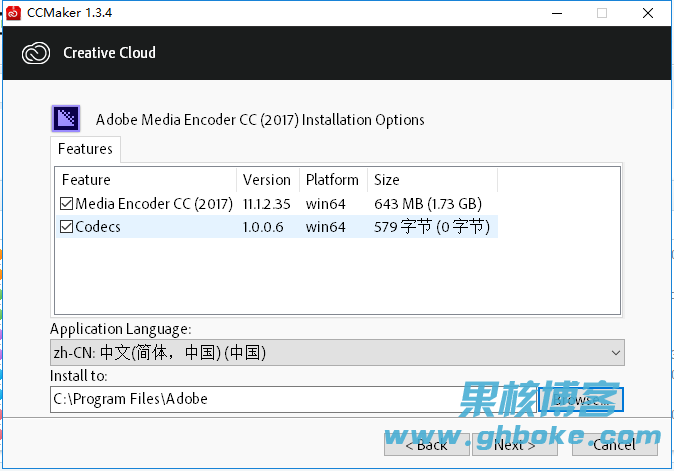 CCMaker 1.3.4
Creative Cloud
Adobe Media Encoder CC (2017) Installation Options
Features
Feature Version Platform Size
Media Encoder CC (2017) 11.1.2.35 win64 643 MB (1.73 GB)
Codecs 1.0.0.6 win64 579 字节 (0 字节)
Application Language:
zh-CN: 中文(简体，中国) (中国)
Install to:
C:\Program Files\Adobe
Browse...
果核博客
www.ghboke.com
< Back Next > Cancel